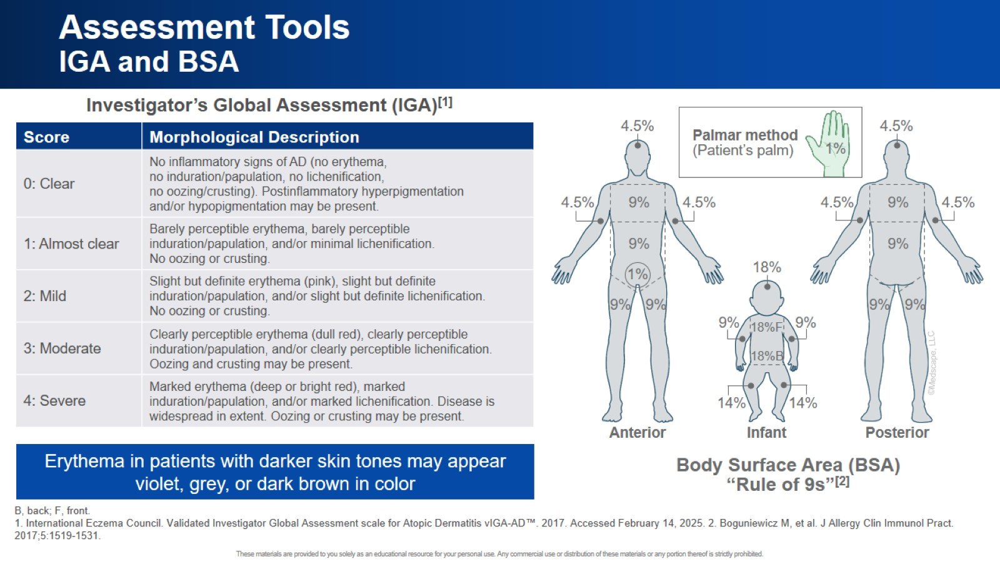 Assessment Tools
IGA and BSA
Investigator’s Global Assessment (IGA)[1]
Score
Morphological Description
0: Clear
No inflammatory signs of AD (no erythema,
no induration/papulation, no lichenification,
no oozing/crusting). Postinflammatory hyperpigmentation
and/or hypopigmentation may be present.
1: Almost clear
Barely perceptible erythema, barely perceptible
induration/papulation, and/or minimal lichenification.
No oozing or crusting.
2: Mild
Slight but definite erythema (pink), slight but definite
induration/papulation, and/or slight but definite lichenification.
No oozing or crusting.
3: Moderate
Clearly perceptible erythema (dull red), clearly perceptible
induration/papulation, and/or clearly perceptible lichenification.
Oozing and crusting may be present.
4: Severe
Marked erythema (deep or bright red), marked
induration/papulation, and/or marked lichenification. Disease is
widespread in extent. Oozing or crusting may be present.
Erythema in patients with darker skin tones may appear
violet, grey, or dark brown in color
4.5%
4.5% 9% 4.5%
9%
1%
9% 9%
Anterior
Palmar method
(Patient’s palm)
1%
18%
9% 18%F 9%
18%B
14% 14%
Infant
4.5%
4.5% 9% 4.5%
9%
9% 9%
Posterior
©Medscape, LLC
Body Surface Area (BSA)
“Rule of 9s”[2]
B, back; F, front.
1. International Eczema Council. Validated Investigator Global Assessment scale for Atopic Dermatitis vIGA-AD™. 2017. Accessed February 14, 2025. 2. Boguniewicz M, et al. J Allergy Clin Immunol Pract.
2017;5:1519-1531.
These materials are provided to you solely as an educational resource for your personal use. Any commercial use or distribution of these materials or any portion thereof is strictly prohibited.